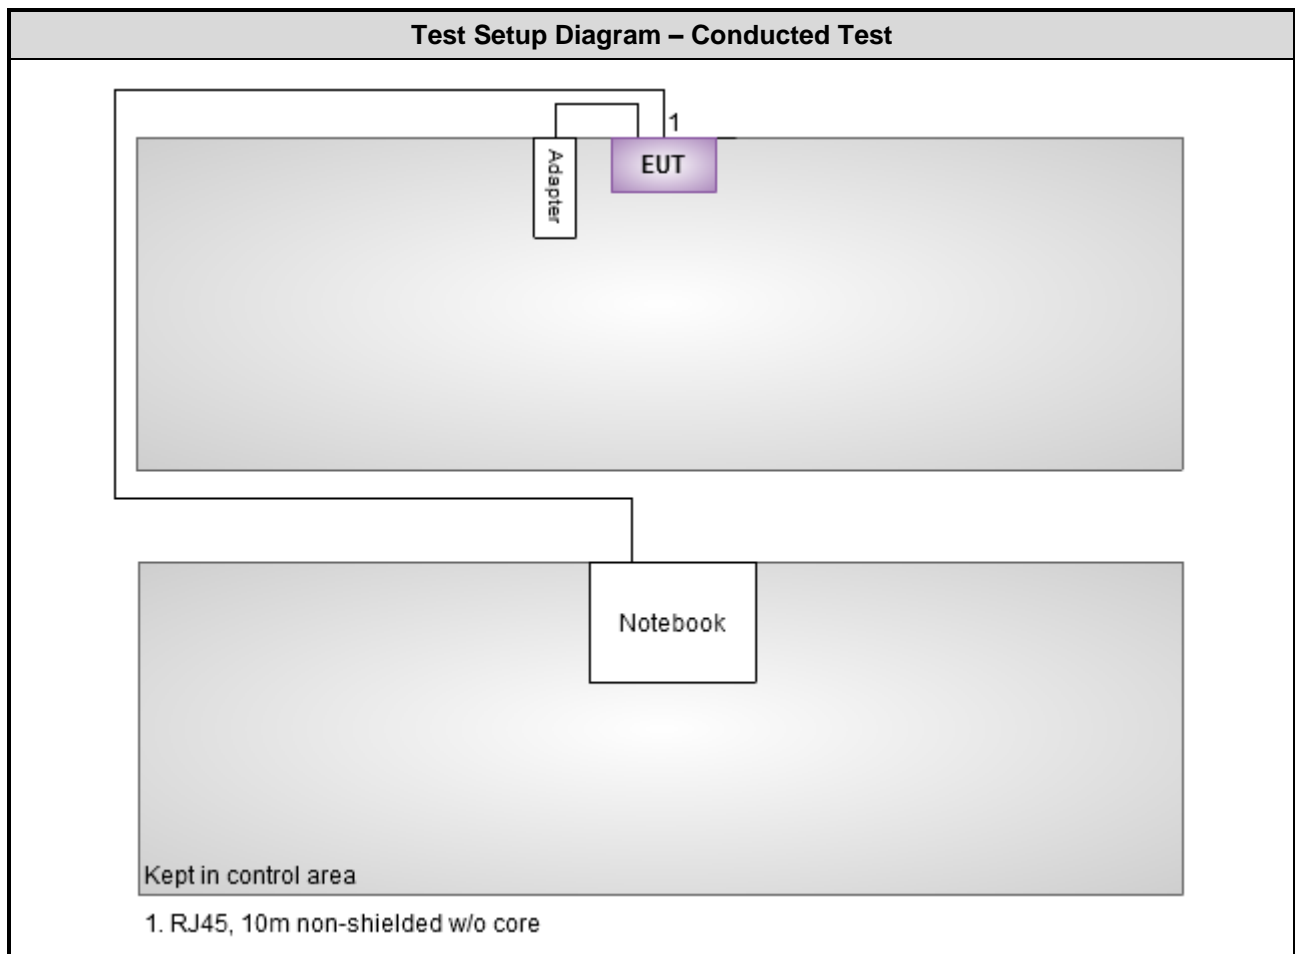 Test Setup Diagram – Conducted Test
1
Adapter
EUT
Notebook
Kept in control area
1. RJ45, 10m non-shielded w/o core